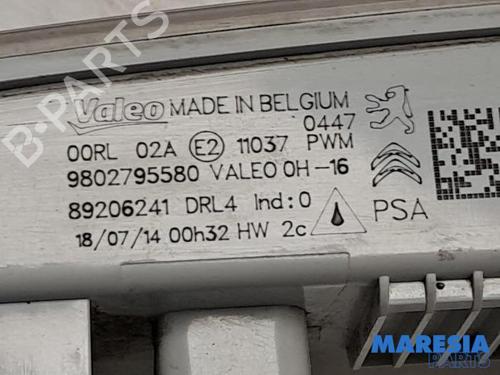 B-PARTS
Valeo MADE IN BELGIUM
0447
00RL 02A E2 11037 PWM
9802795580 VALEO 0H-16
89206241 DRL4 Ind:0
PSA
18/07/14 00h32 HW 2c
MARESIA
PARTS